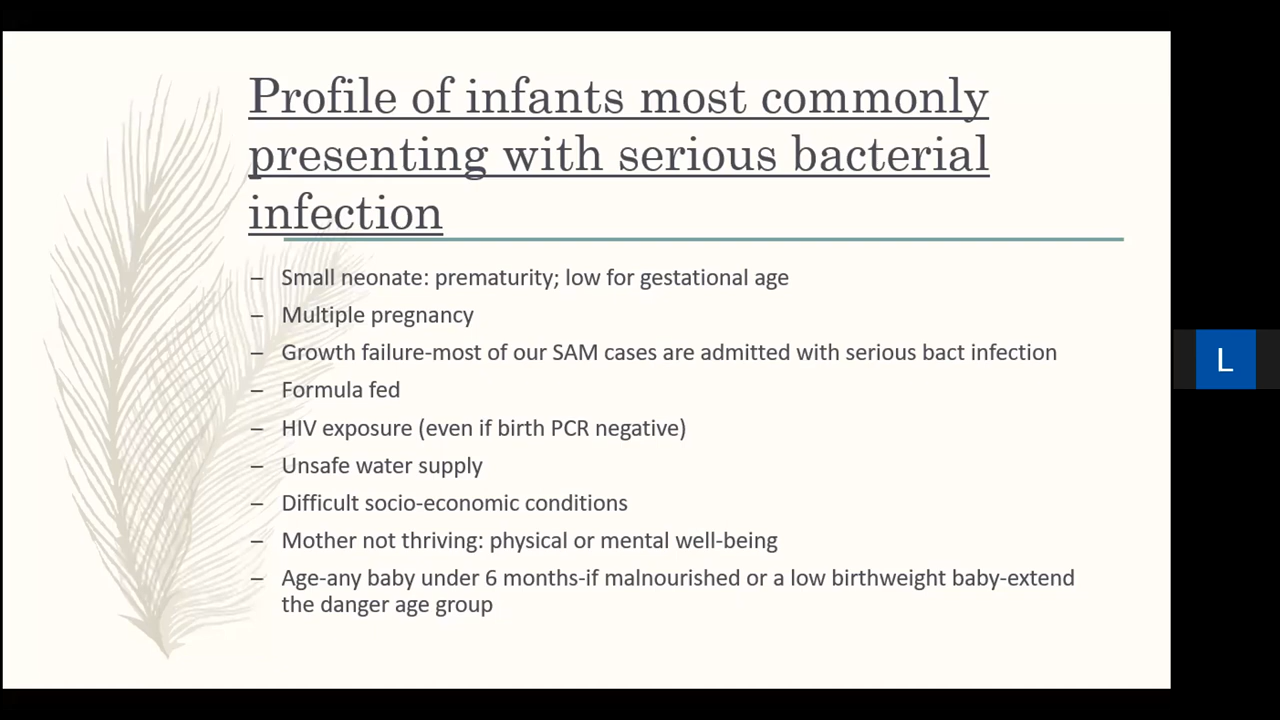 Profile of infants most commonly
presenting with serious bacterial
infection
– Small neonate: prematurity; low for gestational age
– Multiple pregnancy
– Growth failure-most of our SAM cases are admitted with serious bact infection
– Formula fed
– HIV exposure (even if birth PCR negative)
– Unsafe water supply
– Difficult socio-economic conditions
– Mother not thriving: physical or mental well-being
– Age-any baby under 6 months-if malnourished or a low birthweight baby-extend
the danger age group
L